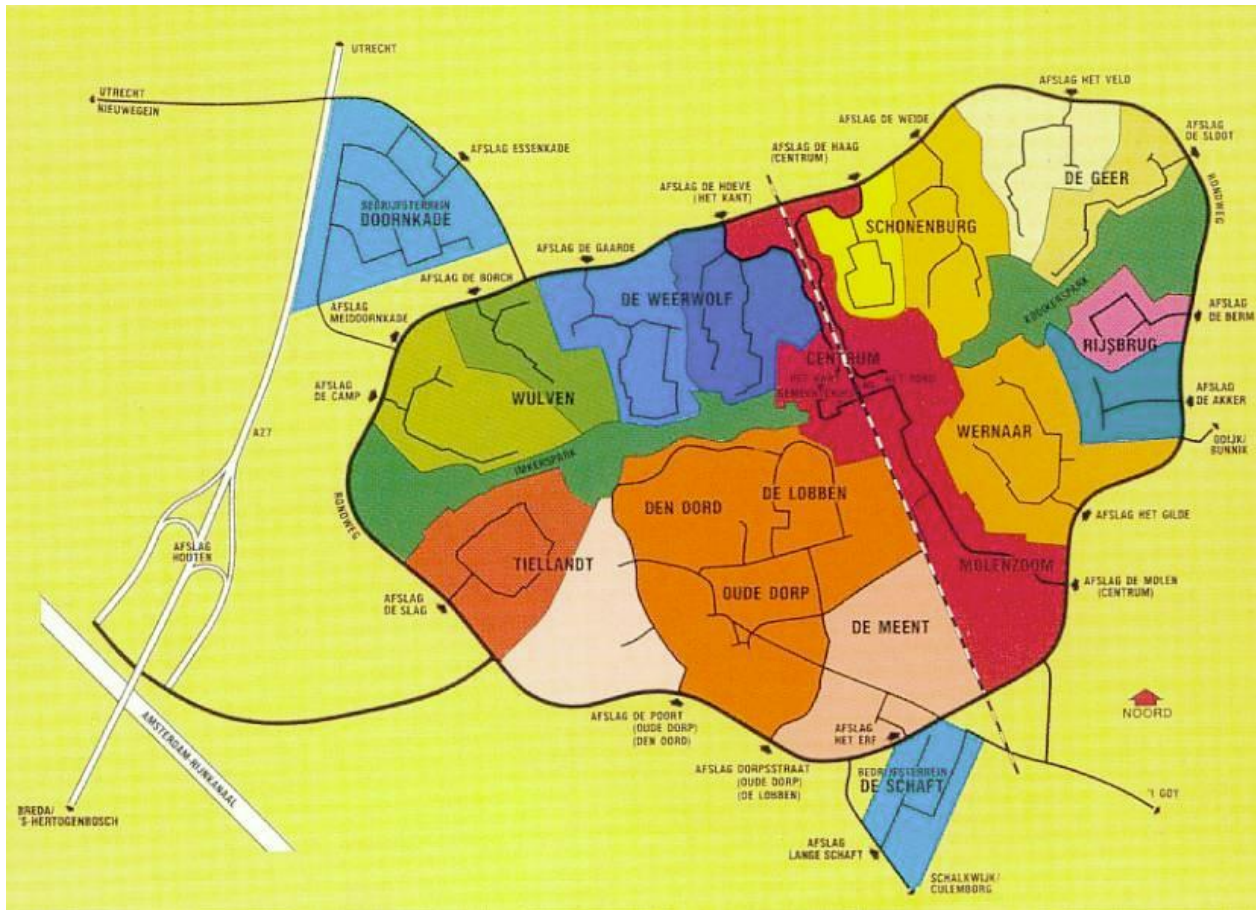 UTRECHT
UTRECHT
NIEUWEGEIN
AFSLAG HET VELD
AFSLAG DE WEIDE
AFSLAG
DE SLOOT
AFSLAG DE HAAG
(CENTRUM)
AFSLAG ESSENKADE
DE GEER
RONDWEG
AFSLAG DE HOEVE
(HET KANT)
BEDRIJFSTERREIN
DOORNKADE
SCHONENBURG
AFSLAG DE GAARDE
AFSLAG DE BORCH
DE WEERWOLF
KOOIKERSPARK
AFSLAG
MEIDOORNKADE
AFSLAG
DE BERM
RIJSBRUG
CENTRUM
HET KANT
HET ROND
GEMEENTEHUIS
AFSLAG
DE CAMP
WULVEN
AFSLAG
DE AKKER
A27
WERNAAR
ODIJK/
BUNNIK
IMKERSPARK
DE LOBBEN
DEN OORD
RONDWEG
AFSLAG HET GILDE
AFSLAG
HOUTEN
TIELLANDT
MOLENZOOM
AFSLAG DE MOLEN
(CENTRUM)
OUDE DORP
AFSLAG
DE SLAG
DE MEENT
NOORD
AFSLAG DE POORT
(OUDE DORP)
(DEN OORD)
AFSLAG
HET ERF
AMSTERDAM-RIJNKANAAL
AFSLAG DORPSSTRAAT
(OUDE DORP)
(DE LOBBEN)
BEDRIJFSTERREIN
DE SCHAFT
'T GOY
BREDA/
'S-HERTOGENBOSCH
AFSLAG
LANGE SCHAFT
SCHALKWIJK/
CULEMBORG